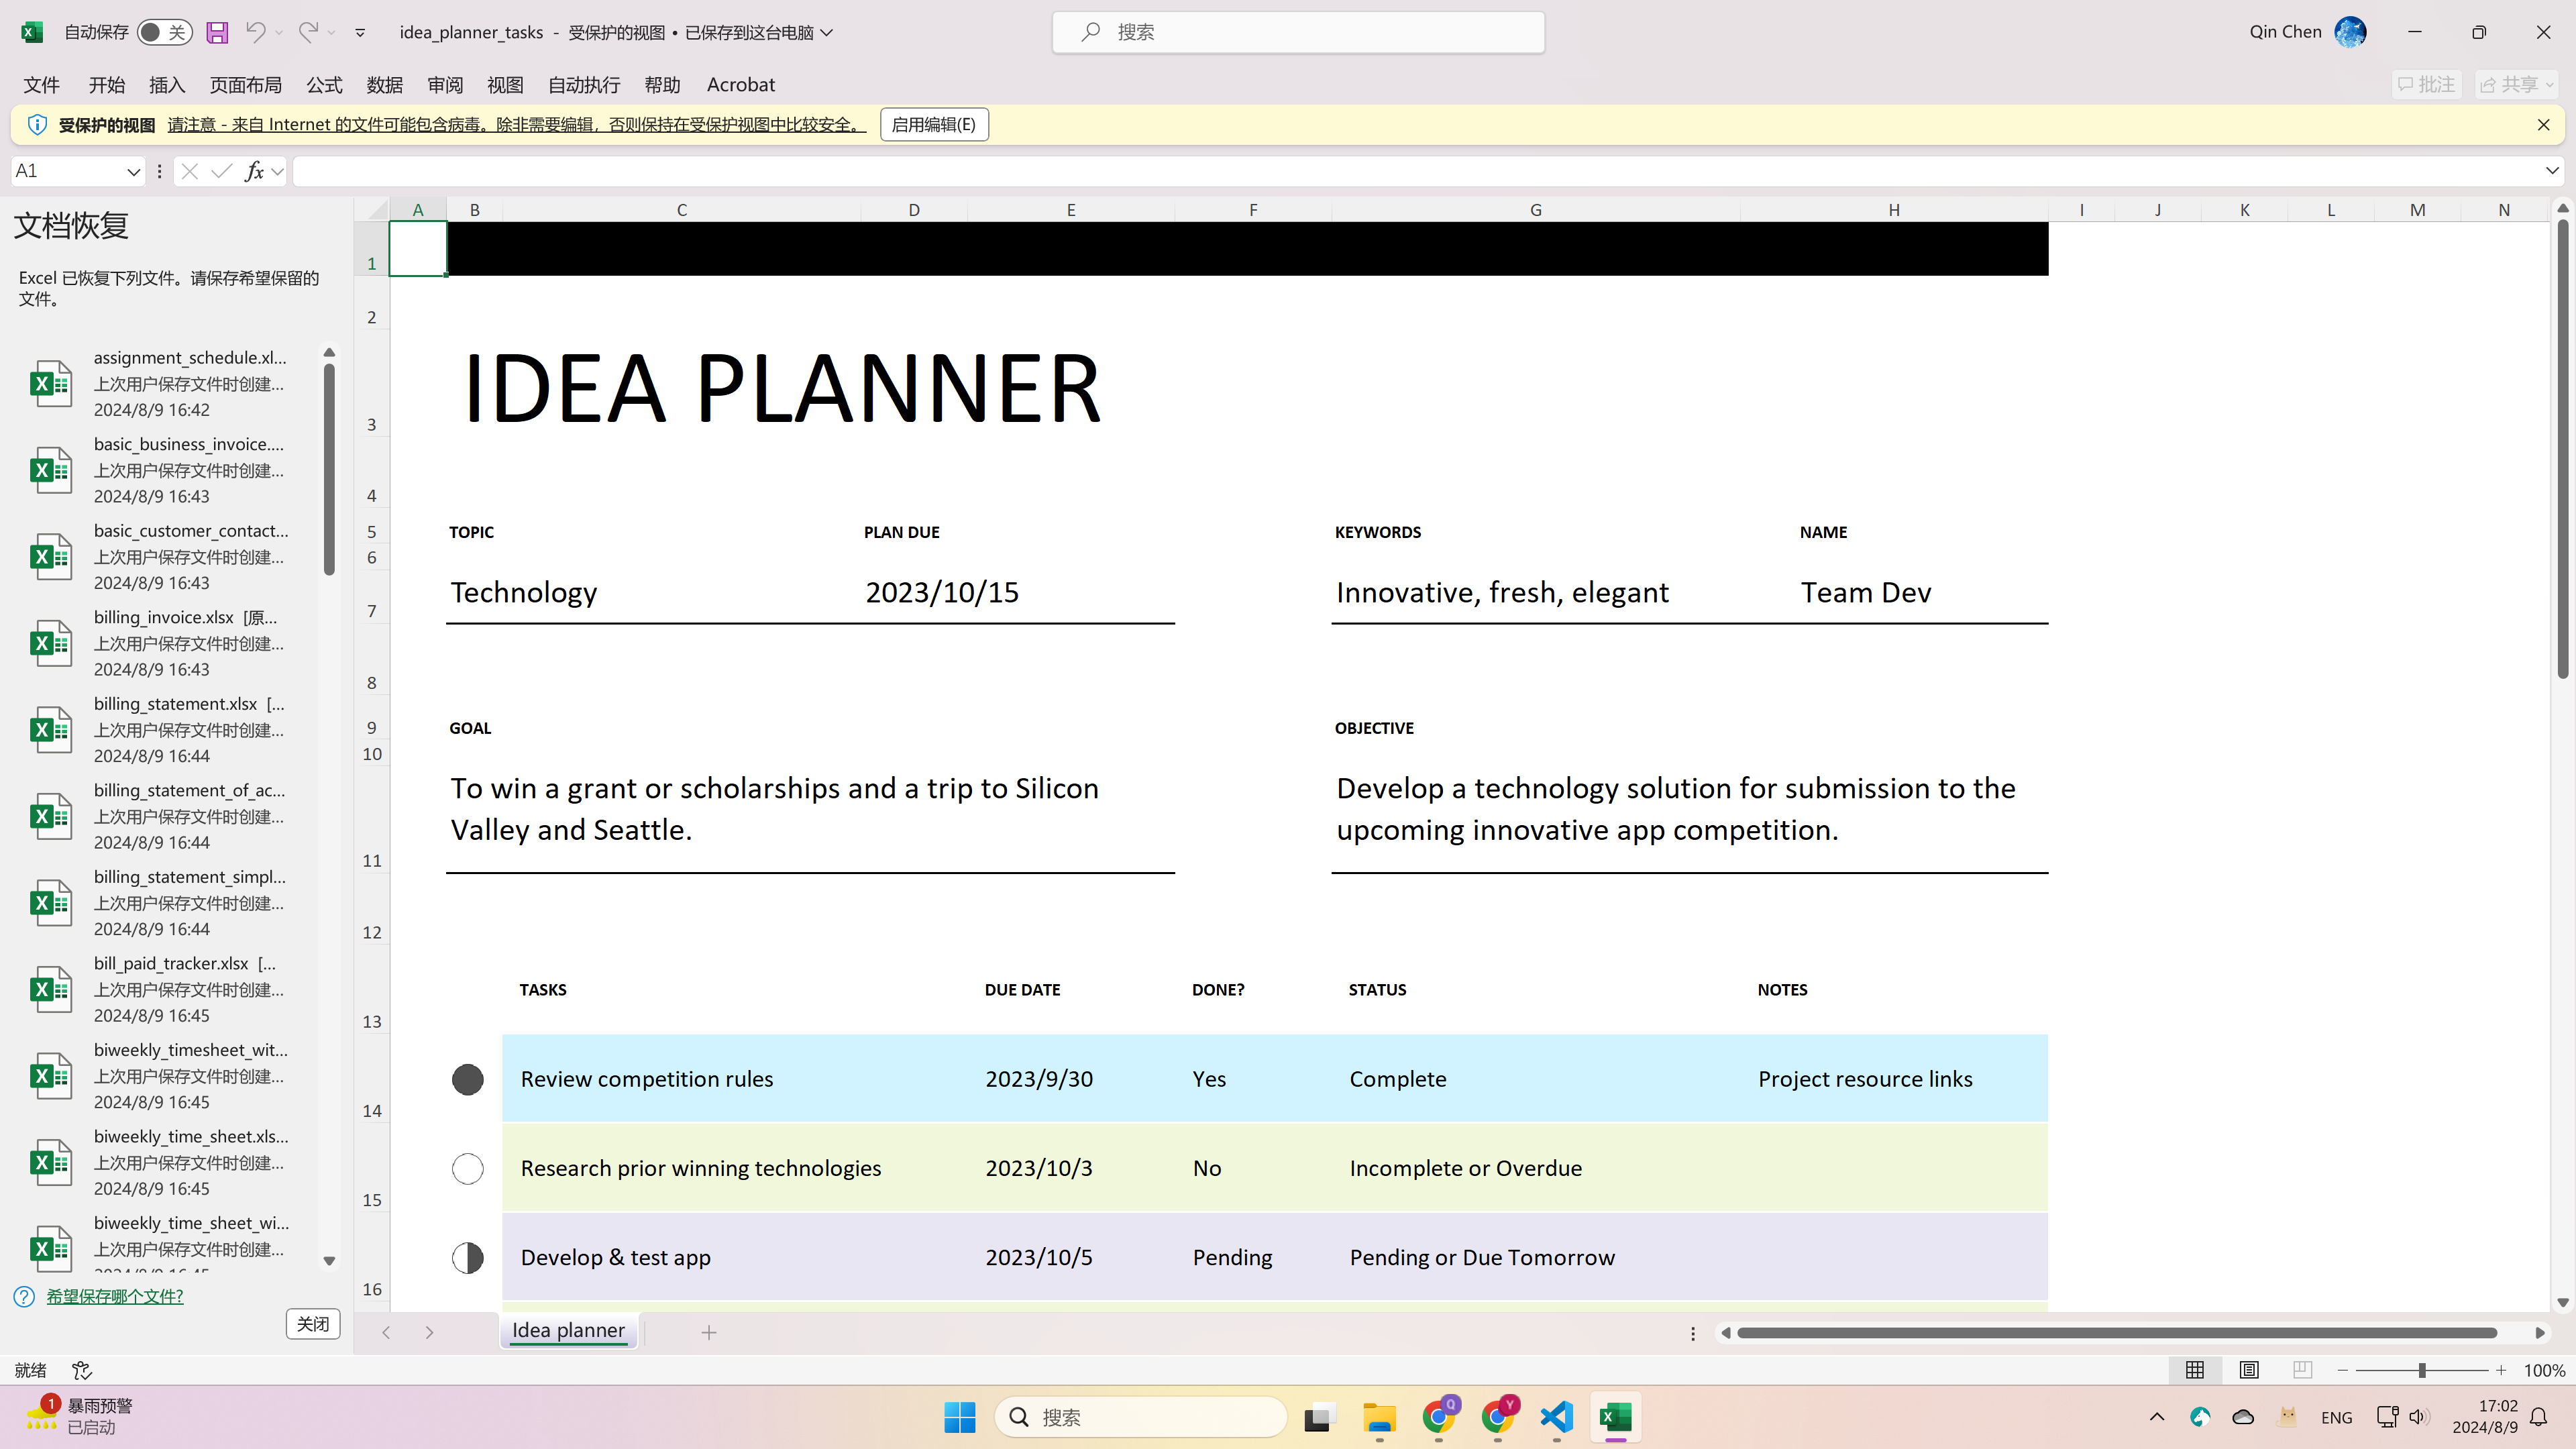 自动保存 关 idea_planner_tasks - 受保护的视图 • 已保存到这台电脑 搜索 Qin Chen
文件 开始 插入 页面布局 公式 数据 审阅 视图 自动执行 帮助 Acrobat 批注 共享
受保护的视图 请注意 - 来自 Internet 的文件可能包含病毒。除非需要编辑，否则保持在受保护视图中比较安全。 启用编辑(E)
A1 fx
文档恢复
Excel 已恢复下列文件。请保存希望保留的
文件。
assignment_schedule.xl...
上次用户保存文件时创建...
2024/8/9 16:42
basic_business_invoice....
上次用户保存文件时创建...
2024/8/9 16:43
basic_customer_contact...
上次用户保存文件时创建...
2024/8/9 16:43
billing_invoice.xlsx [原...
上次用户保存文件时创建...
2024/8/9 16:43
billing_statement.xlsx [...
上次用户保存文件时创建...
2024/8/9 16:44
billing_statement_of_ac...
上次用户保存文件时创建...
2024/8/9 16:44
billing_statement_simpl...
上次用户保存文件时创建...
2024/8/9 16:44
bill_paid_tracker.xlsx [...
上次用户保存文件时创建...
2024/8/9 16:45
biweekly_timesheet_wit...
上次用户保存文件时创建...
2024/8/9 16:45
biweekly_time_sheet.xls...
上次用户保存文件时创建...
2024/8/9 16:45
biweekly_time_sheet_wi...
上次用户保存文件时创建...
2024/8/9 16:45
希望保存哪个文件?
关闭
A B C D E F G H I J K L M N
1
2
3 IDEA PLANNER
4
5 TOPIC PLAN DUE KEYWORDS NAME
6
7 Technology 2023/10/15 Innovative, fresh, elegant Team Dev
8
9 GOAL OBJECTIVE
10
To win a grant or scholarships and a trip to Silicon Develop a technology solution for submission to the
Valley and Seattle. upcoming innovative app competition.
11
12
13 TASKS DUE DATE DONE? STATUS NOTES
14 Review competition rules 2023/9/30 Yes Complete Project resource links
15 Research prior winning technologies 2023/10/3 No Incomplete or Overdue
16 Develop & test app 2023/10/5 Pending Pending or Due Tomorrow
Idea planner
就绪 100%
1 暴雨预警
已启动
搜索 Q Y ENG 17:02
2024/8/9